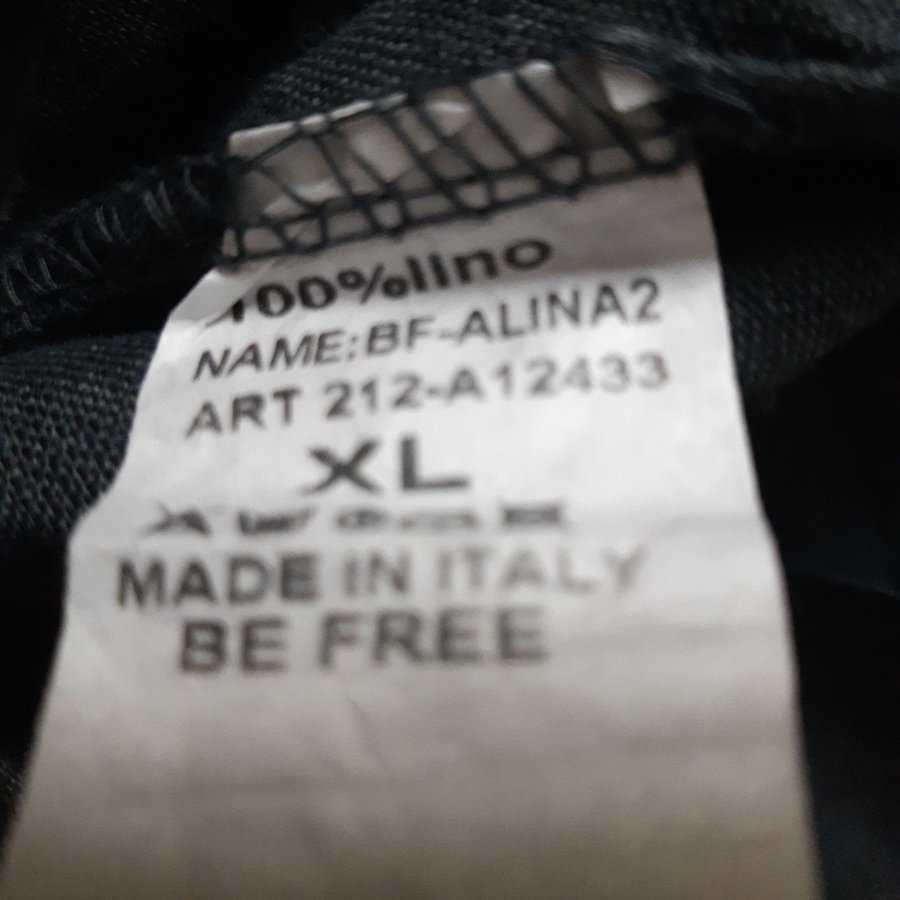 100%lino
NAME:BF-ALINA2
ART 212-A12433
XL
MADE IN ITALY
BE FREE